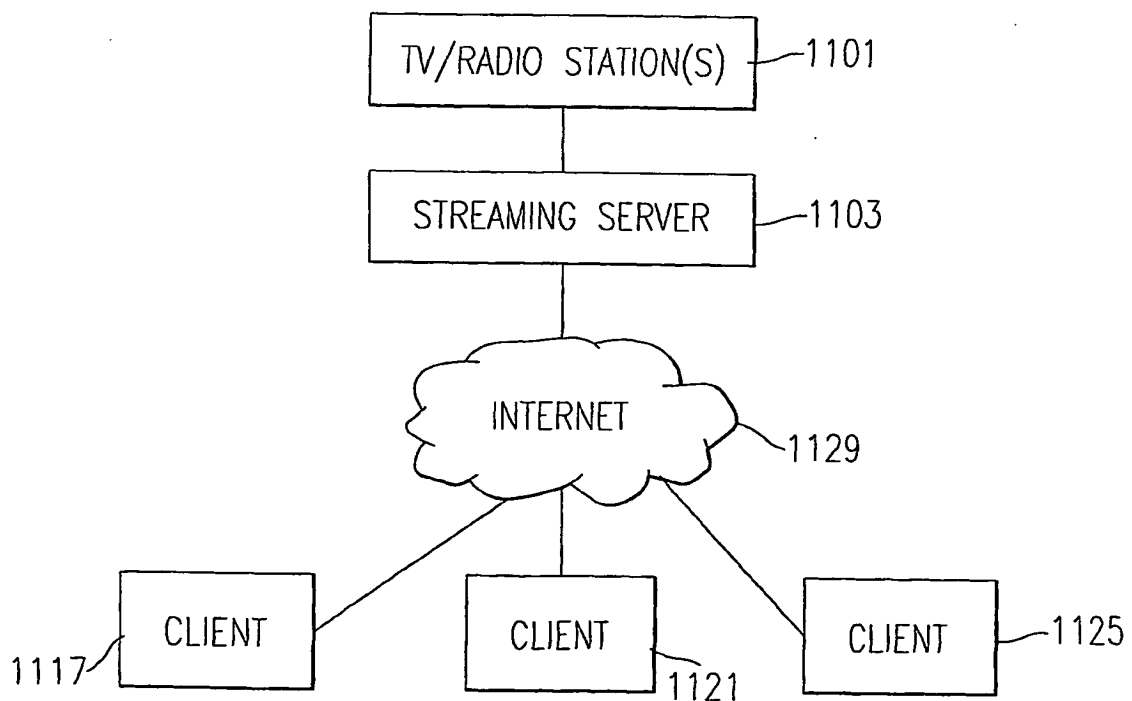 TV/RADIO STATION(S)
1101
STREAMING SERVER
1103
INTERNET
1129
CLIENT
1117
CLIENT
1121
CLIENT
1125